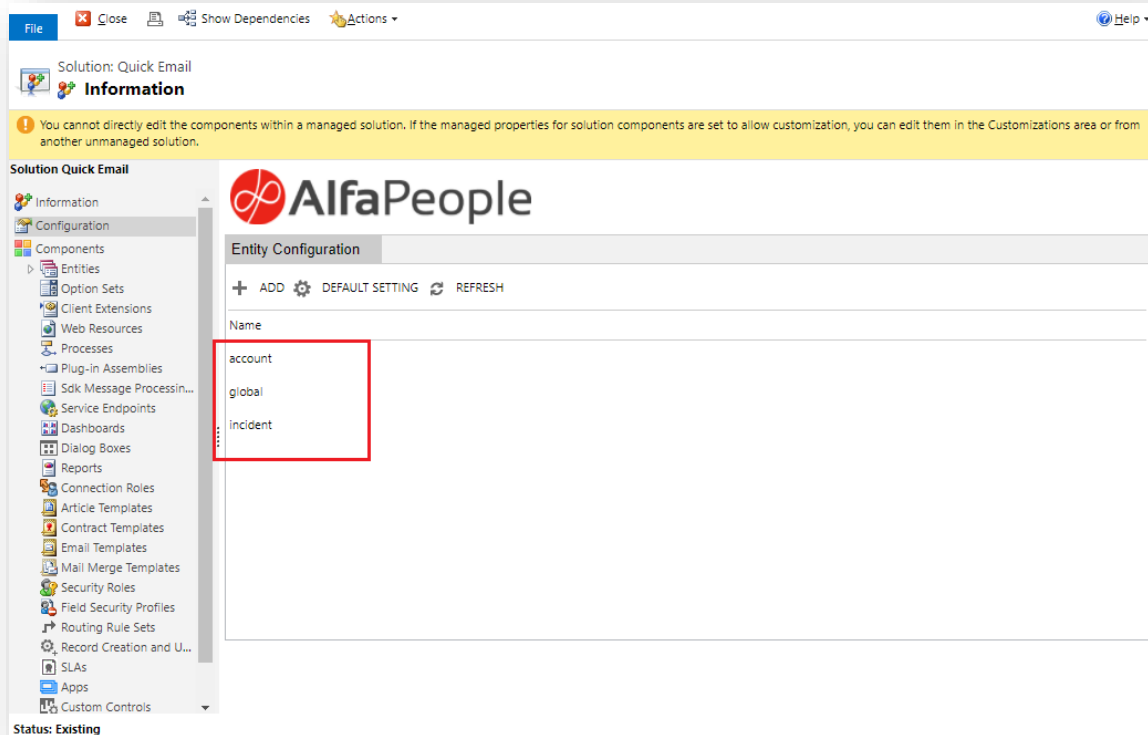 File
Close
Show Dependencies
Actions
Help
Solution: Quick Email
Information
You cannot directly edit the components within a managed solution. If the managed properties for solution components are set to allow customization, you can edit them in the Customizations area or from
another unmanaged solution.
Solution Quick Email
Information
Configuration
Components
Entities
Option Sets
Client Extensions
Web Resources
Processes
Plug-in Assemblies
Sdk Message Processin...
Service Endpoints
Dashboards
Dialog Boxes
Reports
Connection Roles
Article Templates
Contract Templates
Email Templates
Mail Merge Templates
Security Roles
Field Security Profiles
Routing Rule Sets
Record Creation and U...
SLAs
Apps
Custom Controls
Status: Existing
AlfaPeople
Entity Configuration
ADD DEFAULT SETTING REFRESH
Name
account
global
incident